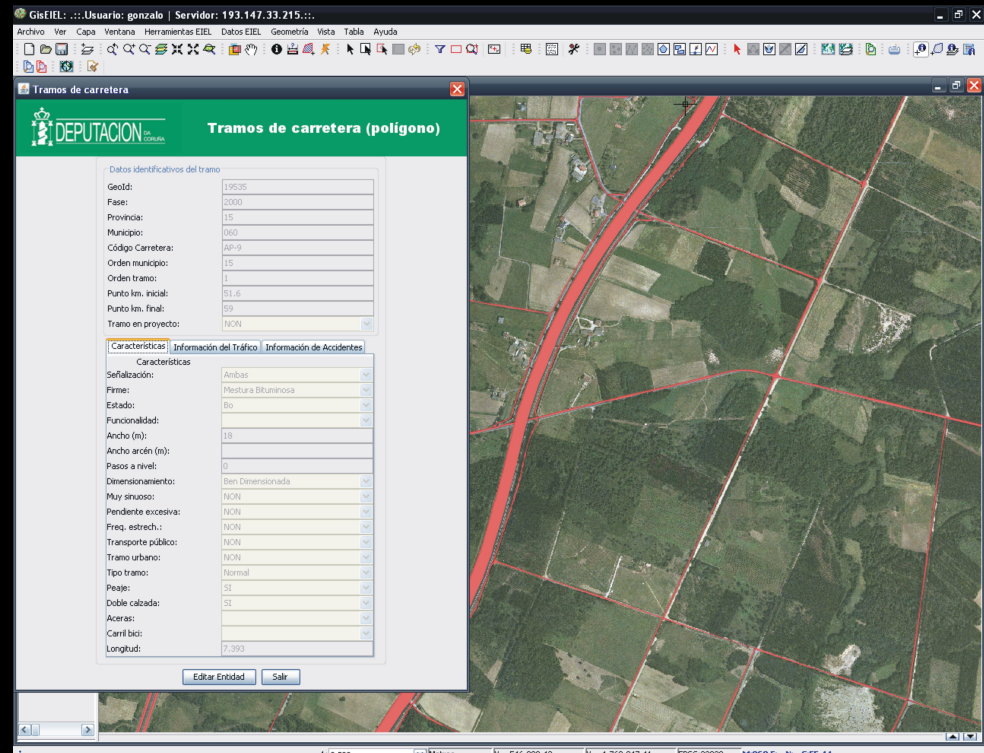 GisEIEL: .::.Usuario: gonzalo | Servidor: 193.147.33.215.::.
Archivo Ver Capa Ventana Herramientas EIEL Datos EIEL Geometría Vista Tabla Ayuda
Tramos de carretera
DEPUTACION DA CORUÑA
Tramos de carretera (polígono)
Datos identificativos del tramo
GeoId: 19535
Fase: 2000
Provincia: 15
Municipio: 060
Código Carretera: AP-9
Orden municipio: 15
Orden tramo: 1
Punto km. inicial: 51.6
Punto km. final: 59
Tramo en proyecto: NON
Características Información del Tráfico Información de Accidentes
Características
Señalización: Ambas
Firme: Mestura Bituminosa
Estado: Bo
Funcionalidad:
Ancho (m): 18
Ancho arcén (m):
Pasos a nivel: 0
Dimensionamiento: Ben Dimensionada
Muy sinuoso: NON
Pendiente excesiva: NON
Freq. estrech.: NON
Transporte público: NON
Tramo urbano: NON
Tipo tramo: Normal
Peaje: SI
Doble calzada: SI
Aceras:
Carril bici:
Longitud: 7.393
Editar Entidad Salir